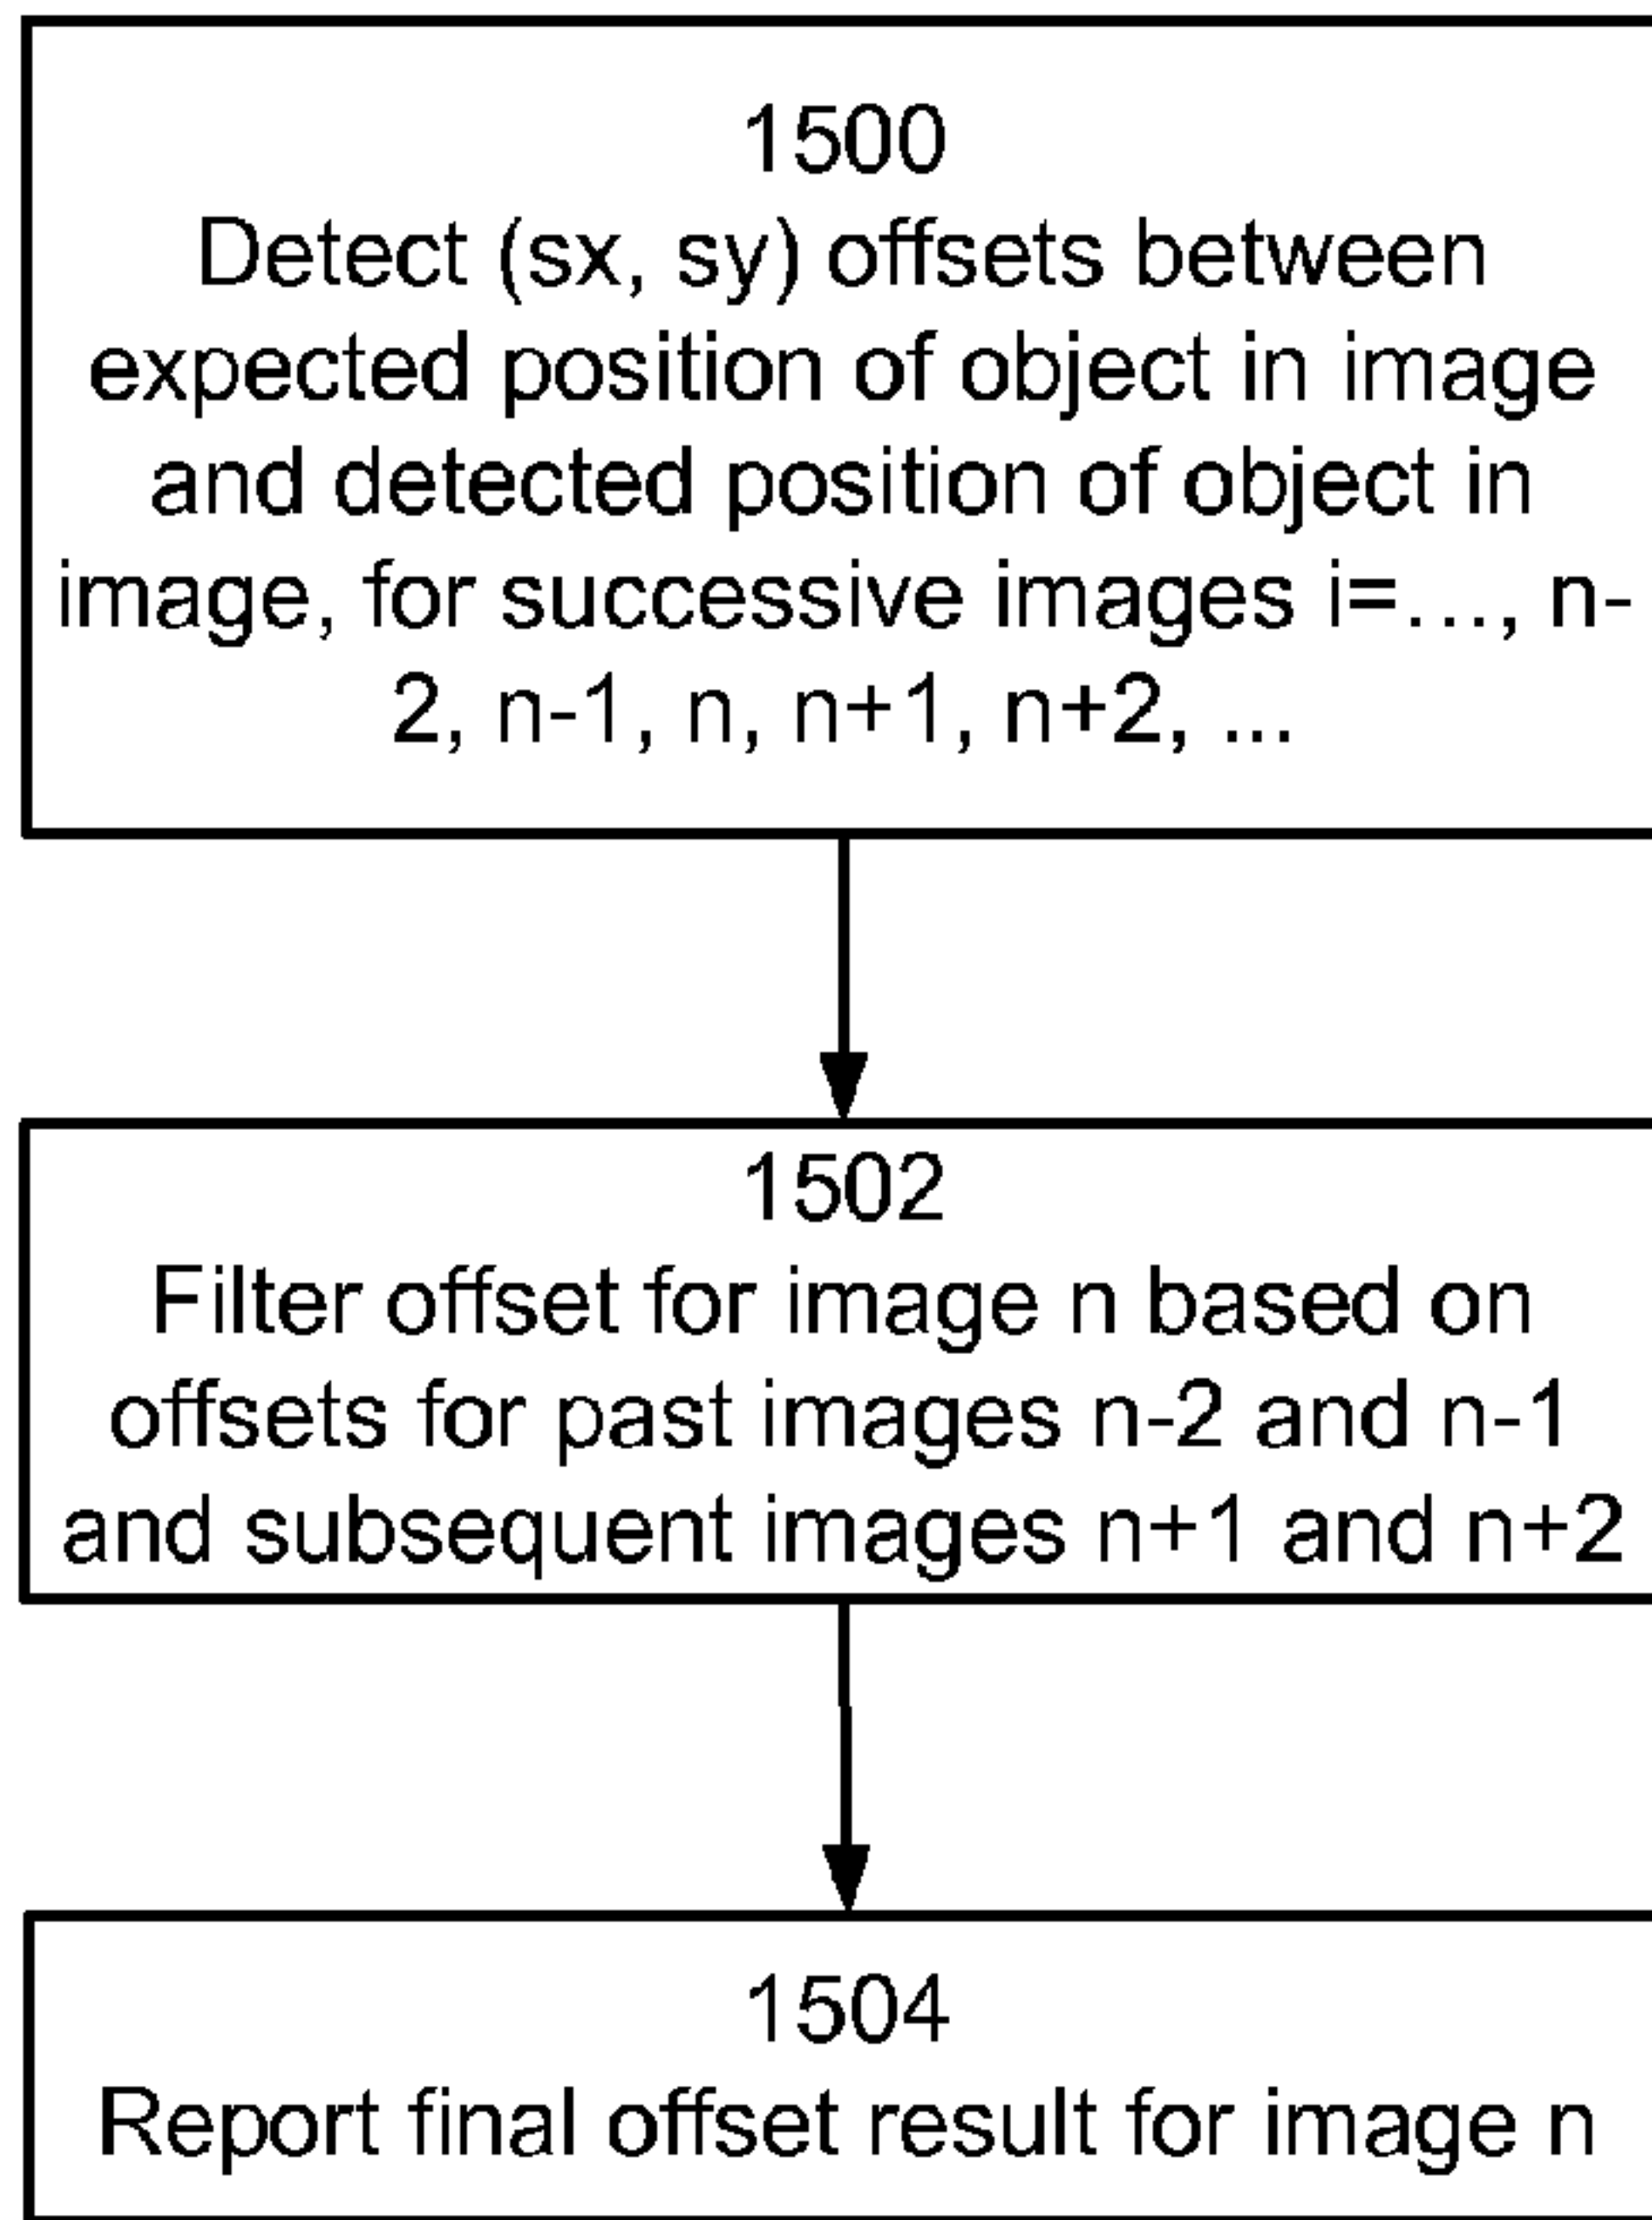 1500
Detect (sx, sy) offsets between
expected position of object in image
and detected position of object in
image, for successive images i=..., n-
2, n-1, n, n+1, n+2, ...
1502
Filter offset for image n based on
offsets for past images n-2 and n-1
and subsequent images n+1 and n+2
1504
Report final offset result for image n